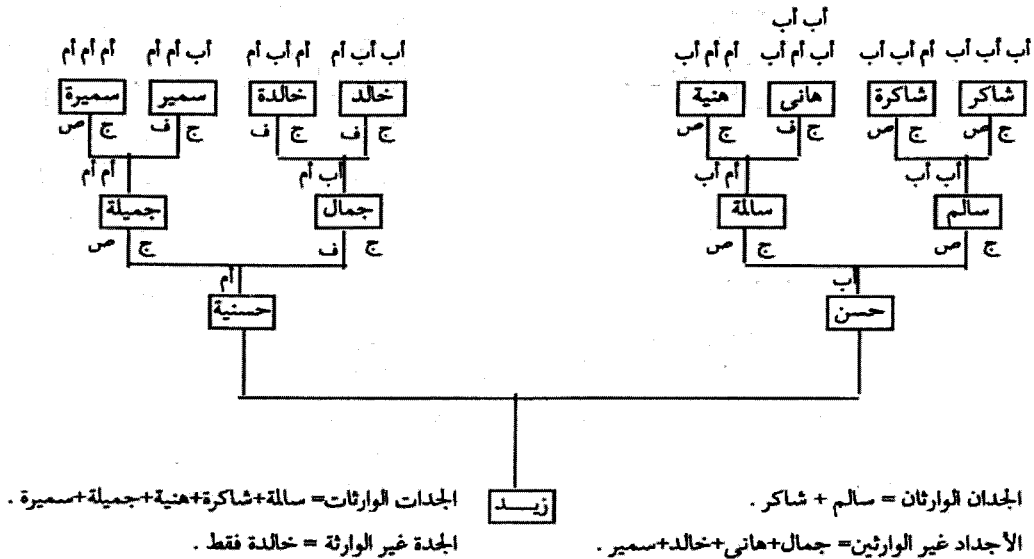 أب أب
أب أب أب أم أب أب أب أم أب أم أم أب أب أب أم أم أب أم أب أم أم أم أم أم
شاكر شاكرة هانى هنية خالد خالدة سمير سميرة
ج ص ج ص ج ف ج ص ج ف ج ف ج ف ج ص
أب أب أم أب أب أم أم أم
سالم سالمة جمال جميلة
ج ص ج ص ج ف ج ص
أب أم
حسن حسنية
زيـــد
الجدان الوارثان= سالم + شاكر . الجدات الوارثات= سالمة+شاكرة+هنية+جميلة+سميرة .
الأجداد غير الوارثين= جمال+هانى+خالد+سمير . الجدة غير الوارثة = خالدة فقط .